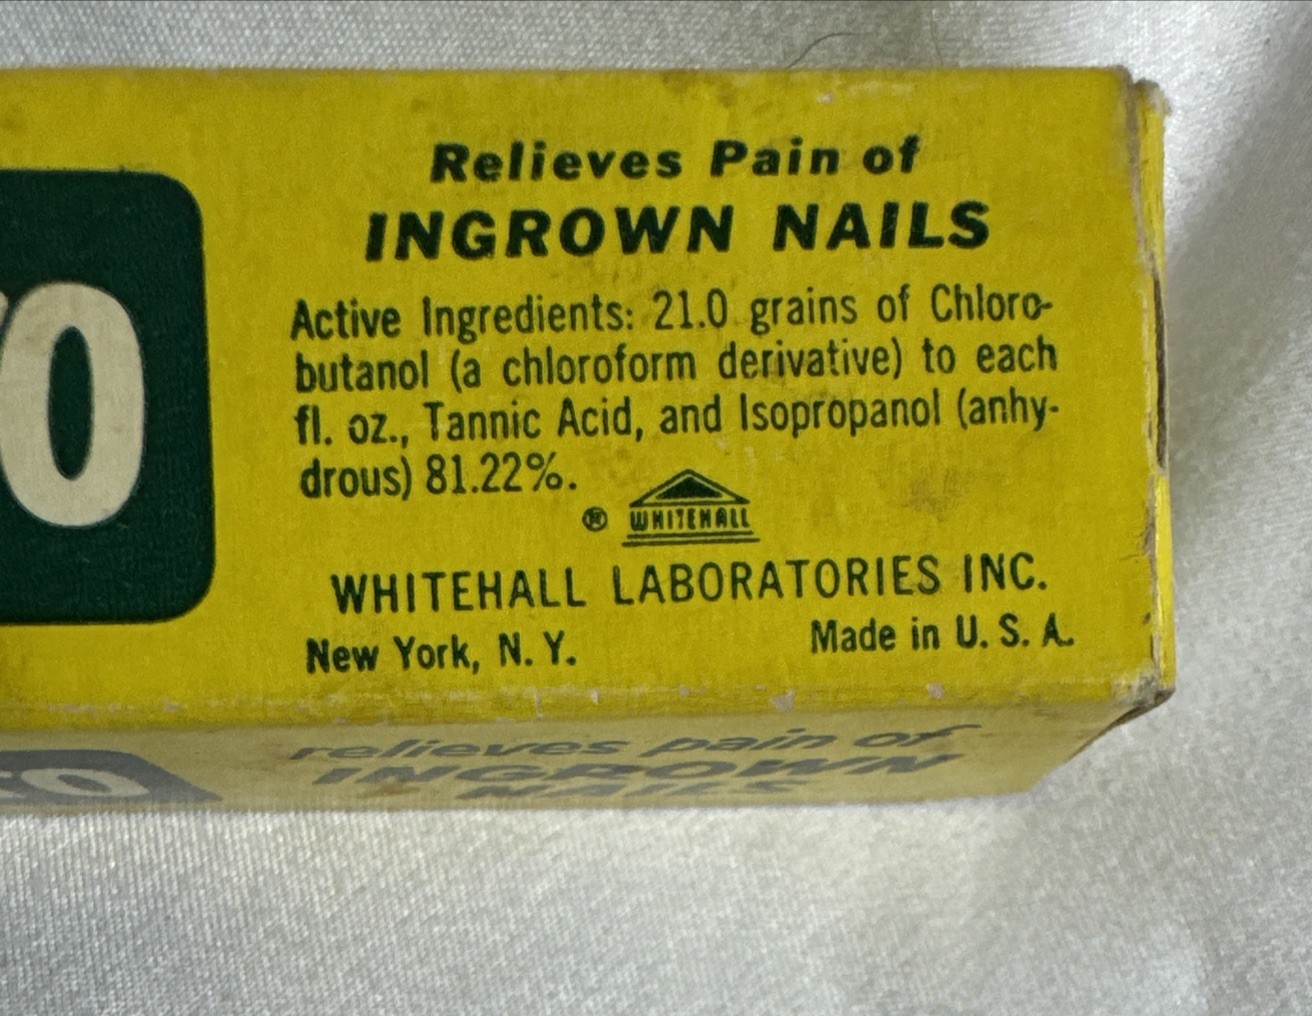 Relieves Pain of
INGROWN NAILS
Active Ingredients: 21.0 grains of Chloro-
butanol (a chloroform derivative) to each
fl. oz., Tannic Acid, and Isopropanol (anhy-
drous) 81.22%.
® WHITEHALL
WHITEHALL LABORATORIES INC.
New York, N. Y. Made in U. S. A.
relieves pain of
INGROWN
NAILS